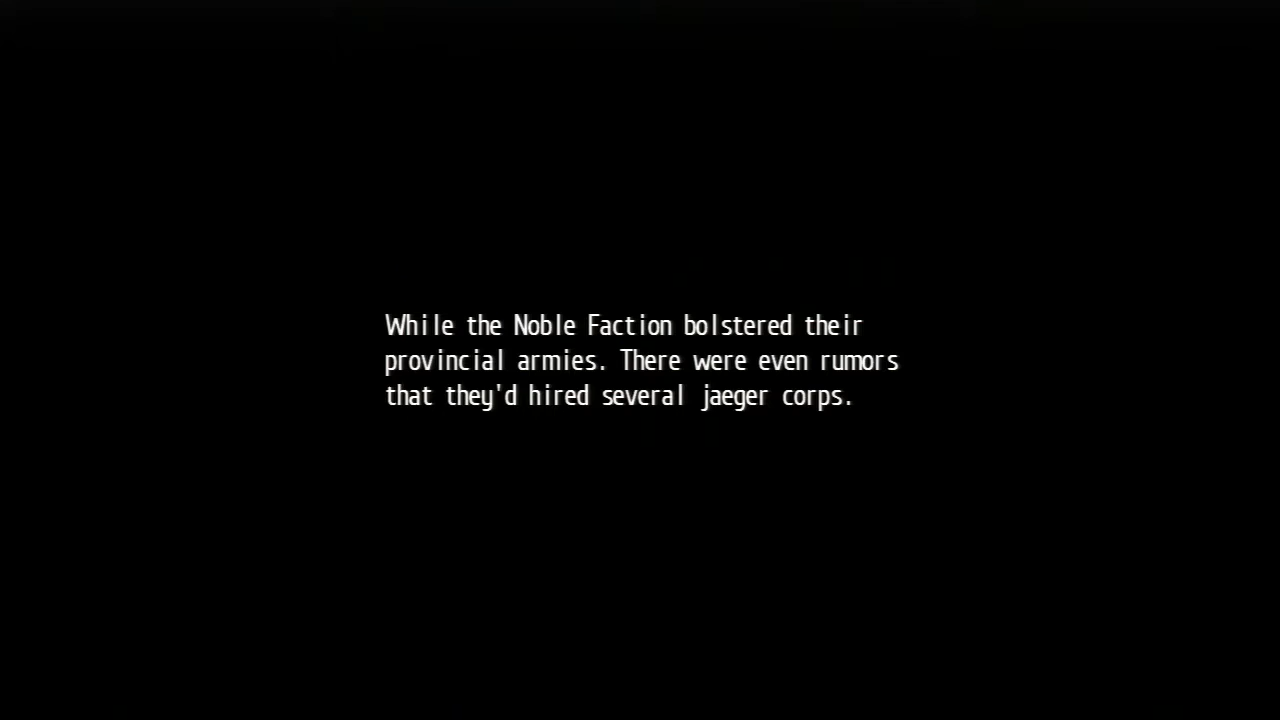 While the Noble Faction bolstered their
provincial armies. There were even rumors
that they'd hired several jaeger corps.